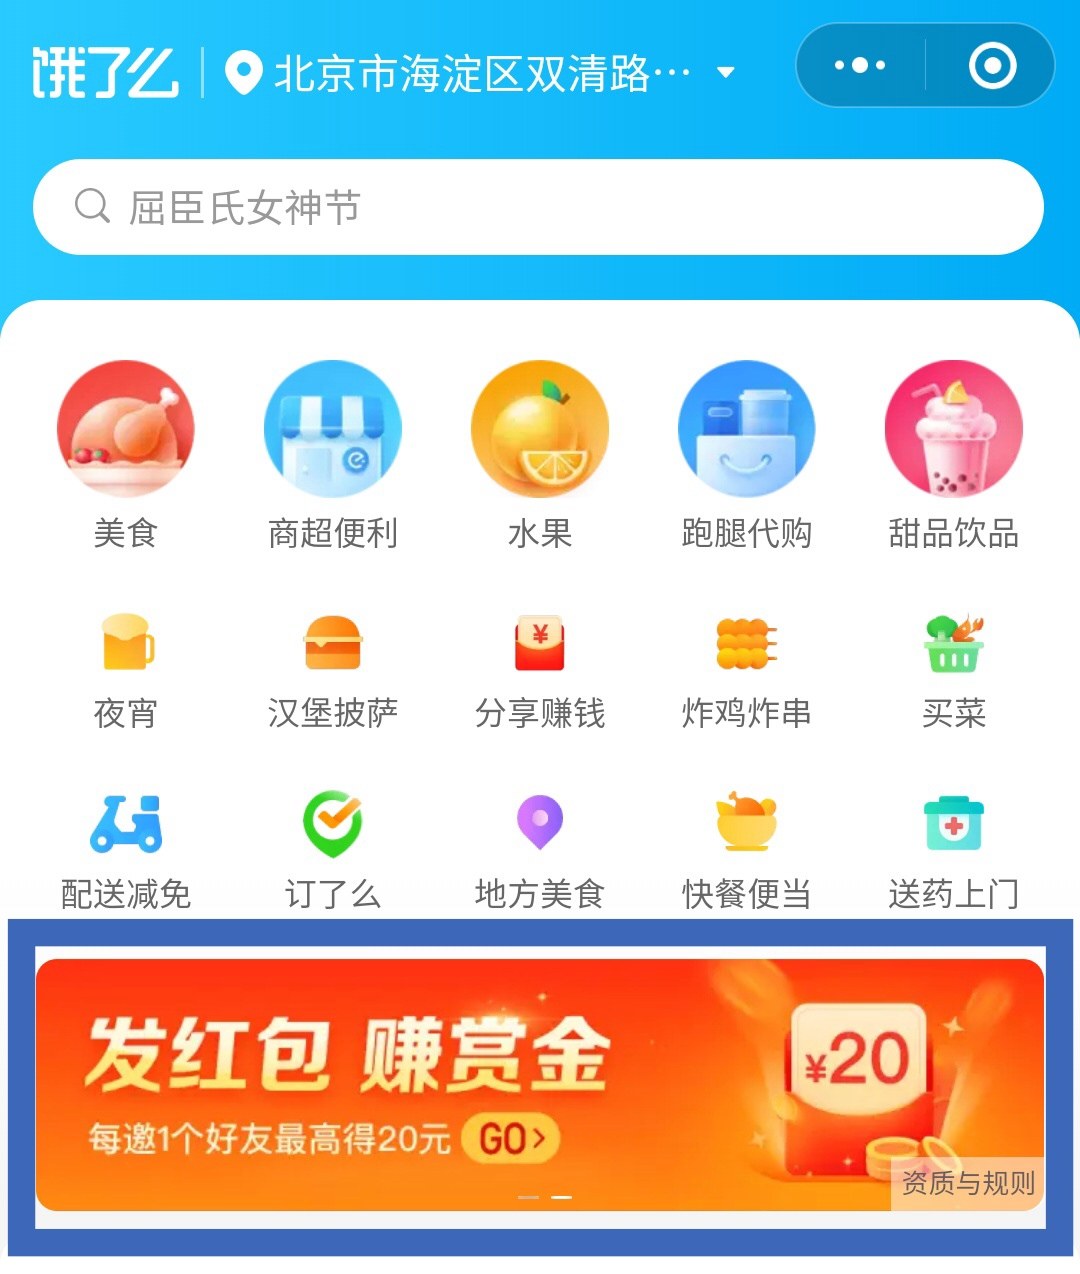 饿了么 北京市海淀区双清路…
屈臣氏女神节
美食 商超便利 水果 跑腿代购 甜品饮品
¥
夜宵 汉堡披萨 分享赚钱 炸鸡炸串 买菜
配送减免 订了么 地方美食 快餐便当 送药上门
发红包 赚赏金
¥20
每邀1个好友最高得20元 GO>
资质与规则